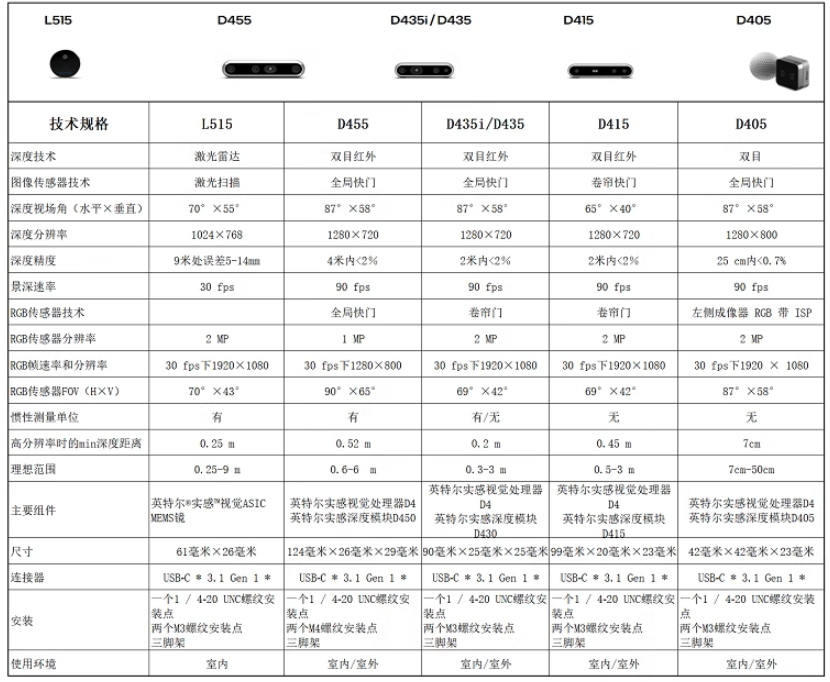 L515 D455 D435i/D435 D415 D405
技术规格 L515 D455 D435i/D435 D415 D405
深度技术 激光雷达 双目红外 双目红外 双目红外 双目
图像传感器技术 激光扫描 全局快门 全局快门 卷帘快门 全局快门
深度视场角（水平×垂直） 70° ×55° 87° ×58° 87° ×58° 65° ×40° 87° ×58°
深度分辨率 1024×768 1280×720 1280×720 1280×720 1280×800
深度精度 9米处误差5-14mm 4米内<2% 2米内<2% 2米内<2% 25 cm内<0.7%
景深速率 30 fps 90 fps 90 fps 90 fps 90 fps
RGB传感器技术 全局快门 卷帘门 卷帘门 左侧成像器 RGB 带 ISP
RGB传感器分辨率 2 MP 1 MP 2 MP 2 MP 2 MP
RGB帧速率和分辨率 30 fps下1920×1080 30 fps下1280×800 30 fps下1920×1080 30 fps下1920×1080 30 fps下1920 × 1080
RGB传感器FOV（H×V） 70° ×43° 90° ×65° 69° ×42° 69° ×42° 87° ×58°
惯性测量单位 有 有 有/无 无 无
高分辨率时的min深度距离 0.25 m 0.52 m 0.2 m 0.45 m 7cm
理想范围 0.25-9 m 0.6-6 m 0.3-3 m 0.5-3 m 7cm-50cm
主要组件
英特尔®实感™视觉ASIC
MEMS镜
英特尔实感视觉处理器D4
英特尔实感深度模块D450
英特尔实感视觉处理器
D4
英特尔实感深度模块
D430
英特尔实感视觉处理器
D4
英特尔实感深度模块
D415
英特尔实感视觉处理器D4
英特尔实感深度模块D405
尺寸 61毫米×26毫米 124毫米×26毫米×29毫米 90毫米×25毫米×25毫米 99毫米×20毫米×23毫米 42毫米×42毫米×23毫米
连接器 USB-C * 3.1 Gen 1 * USB-C * 3.1 Gen 1 * USB-C * 3.1 Gen 1 * USB-C * 3.1 Gen 1 * USB-C * 3.1 Gen 1 *
安装
一个1 / 4-20 UNC螺纹安
装点
两个M3螺纹安装点
三脚架
一个1 / 4-20 UNC螺纹安
装点
两个M4螺纹安装点
三脚架
一个1 / 4-20 UNC螺纹安
装点
两个M3螺纹安装点
三脚架
一个1 / 4-20 UNC螺纹安
装点
两个M3螺纹安装点
三脚架
一个1 / 4-20 UNC螺纹安装
点
两个M3螺纹安装点
三脚架
使用环境 室内 室内/室外 室内/室外 室内/室外 室内/室外